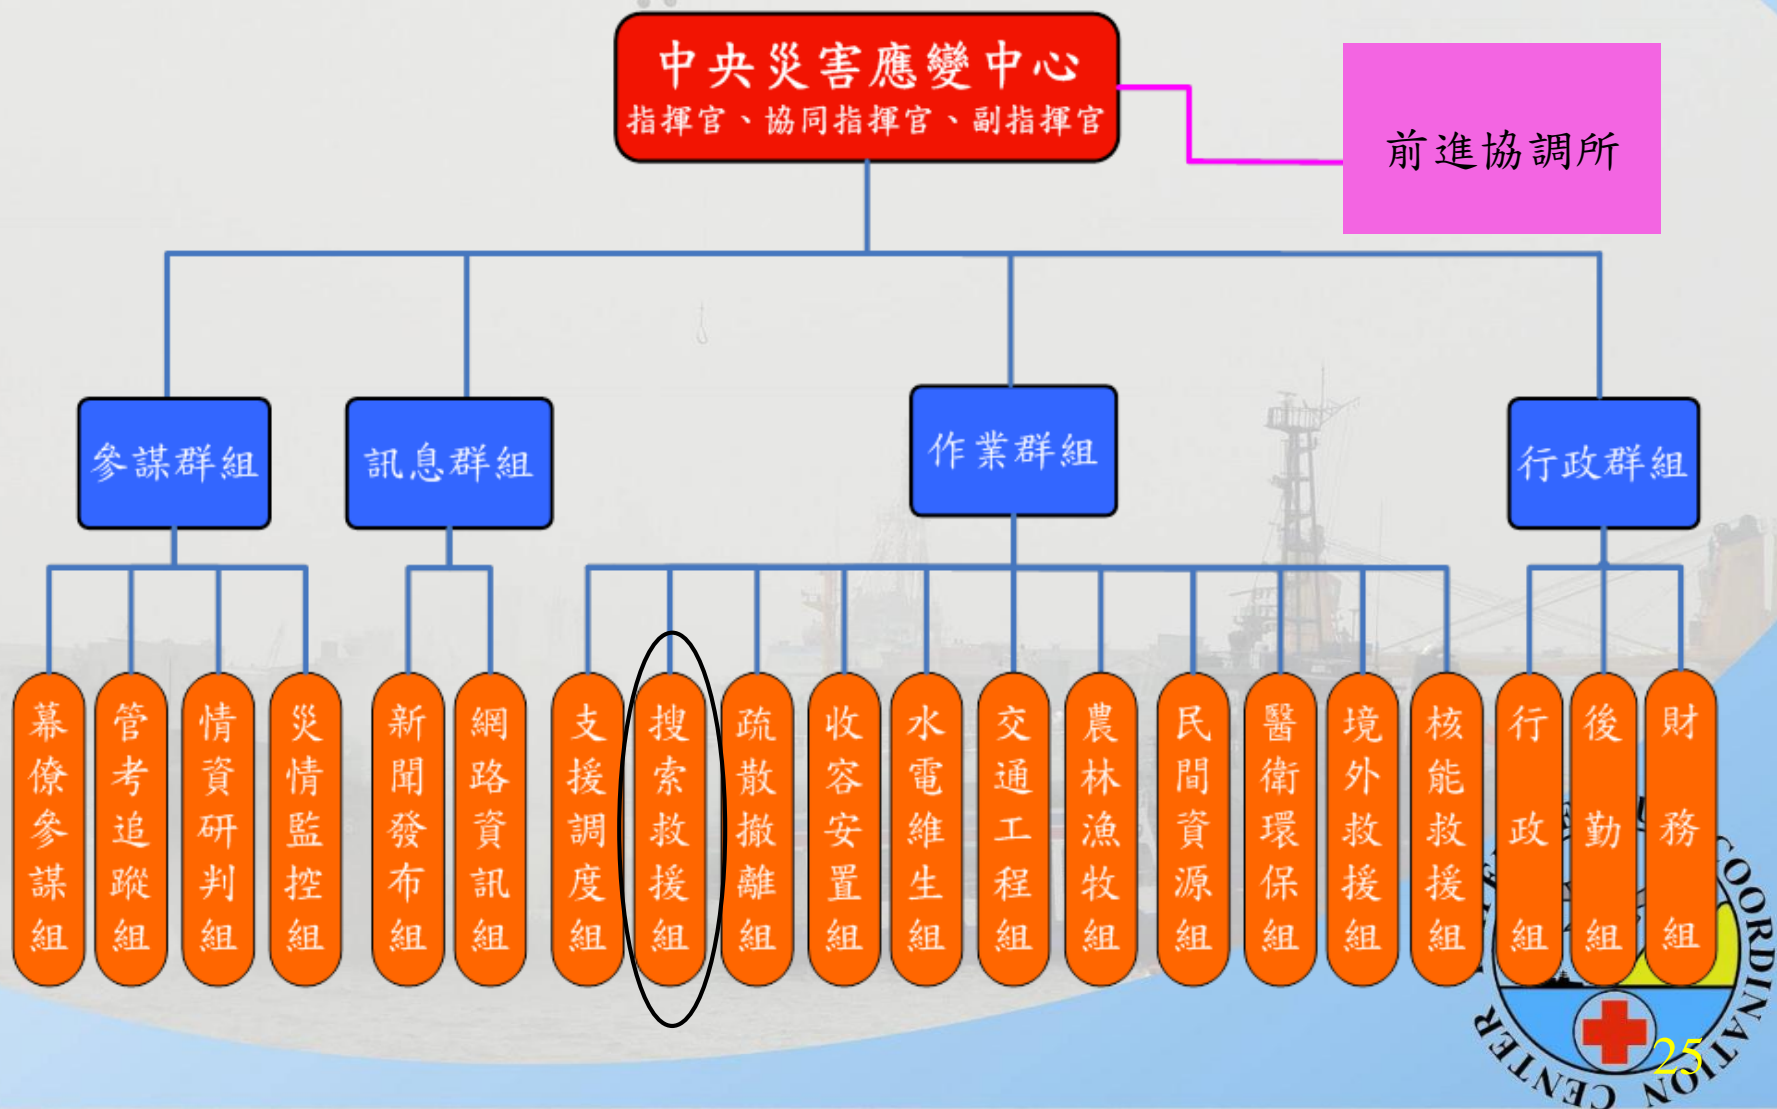 中央災害應變中心
指揮官、協同指揮官、副指揮官
前進協調所
參謀群組
訊息群組
作業群組
行政群組
幕僚參謀組
管考追蹤組
情資研判組
災情監控組
新聞發布組
網路資訊組
支援調度組
搜索救援組
疏散撤離組
收容安置組
水電維生組
交通工程組
農林漁牧組
民間資源組
醫衛環保組
境外救援組
核能救援組
行政組
後勤組
財務組
COORDINATION CENTER
25